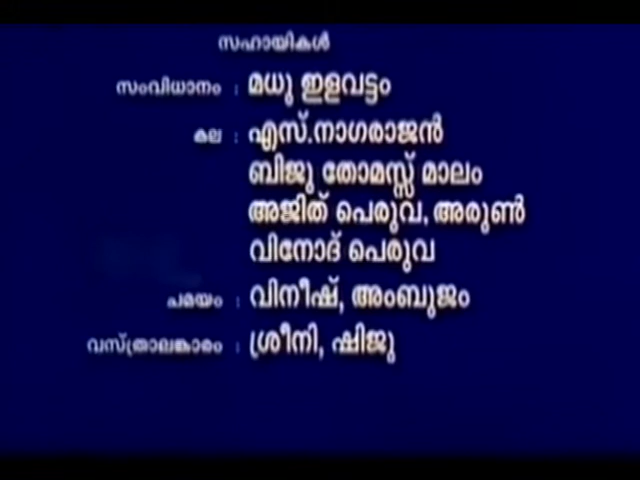 സഹായികൾ
സംവിധാനം : മധു ഇളവട്ടം
കല : എസ്.നാഗരാജൻ
ബിജു തോമസ്സ് മാലം
അജിത് പെരുവ, അരുൺ
വിനോദ് പെരുവ
ചമയം : വിനീഷ്, അംബുജം
വസ്ത്രാലങ്കാരം : ശ്രീനി, ഷിജു